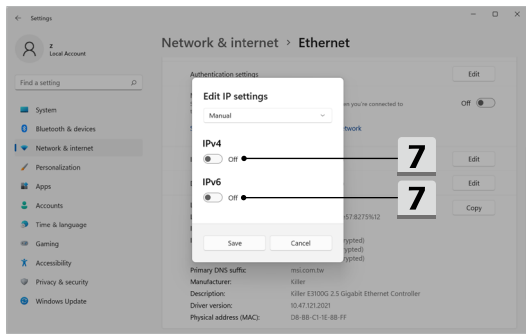 Settings
z
Local Account
Find a setting
System
Bluetooth & devices
Network & internet
Personalization
Apps
Accounts
Time & language
Gaming
Accessibility
Privacy & security
Windows Update
Network & internet › Ethernet
Authentication settings
Edit
en you're connected to
Off
etwork
Edit
Edit
Copy
Edit IP settings
Manual
IPv4
Off
7
IPv6
Off
7
Save
Cancel
957.8275%12
rypted)
rypted)
rypted)
Primary DNS suffix: msi.com.tw
Manufacturer: Killer
Description: Killer E3100G 2.5 Gigabit Ethernet Controller
Driver version: 10.47.121.2021
Physical address (MAC): D8-BB-C1-1E-8B-FF